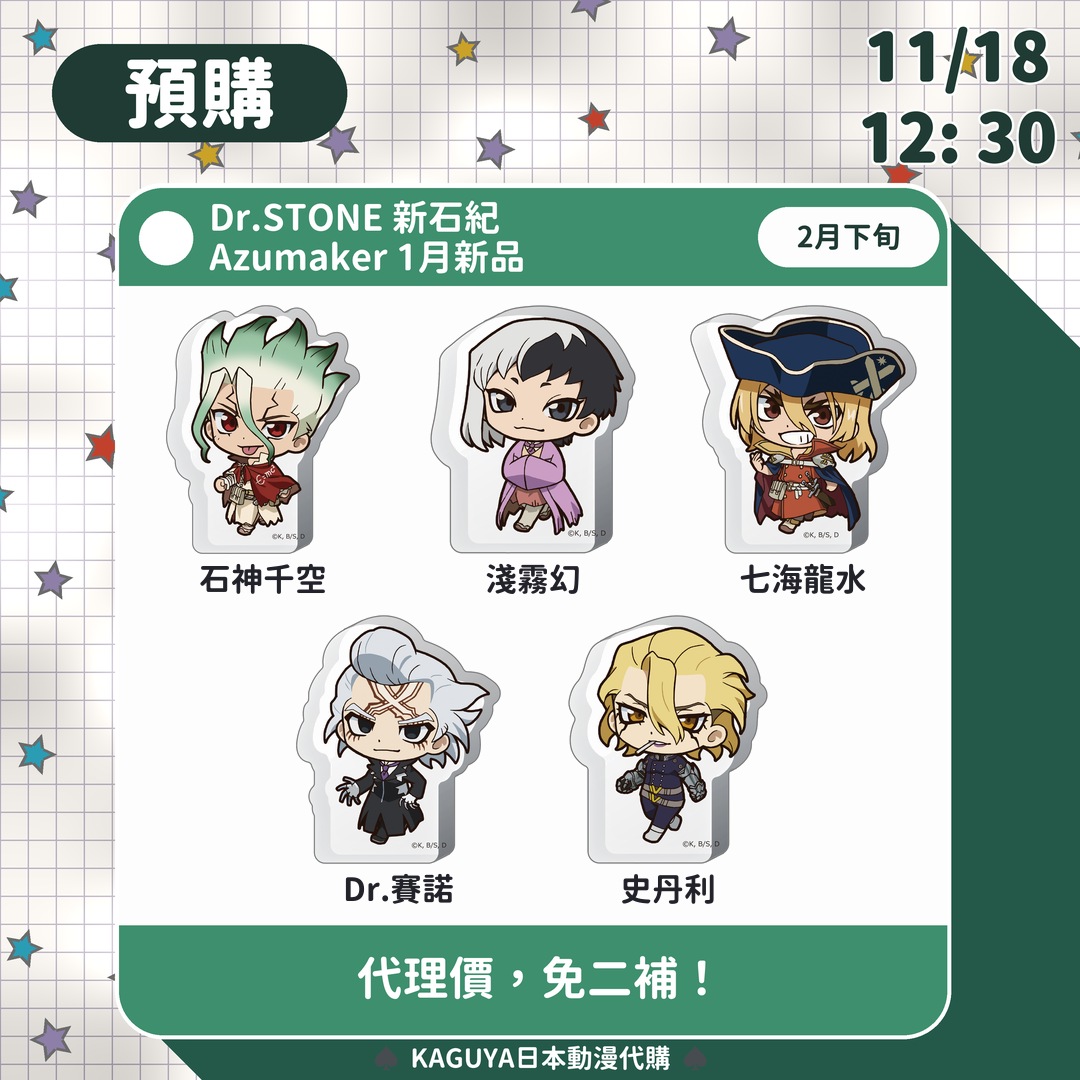 預購
11/18
12:30
Dr.STONE 新石紀
Azumaker 1月新品
2月下旬
E=mc²
©K, B/S, D
©K, B/S, D
©K, B/S, D
石神千空
淺霧幻
七海龍水
©K, B/S, D
©K, B/S, D
Dr.賽諾
史丹利
代理價，免二補！
♠ KAGUYA日本動漫代購 ♠